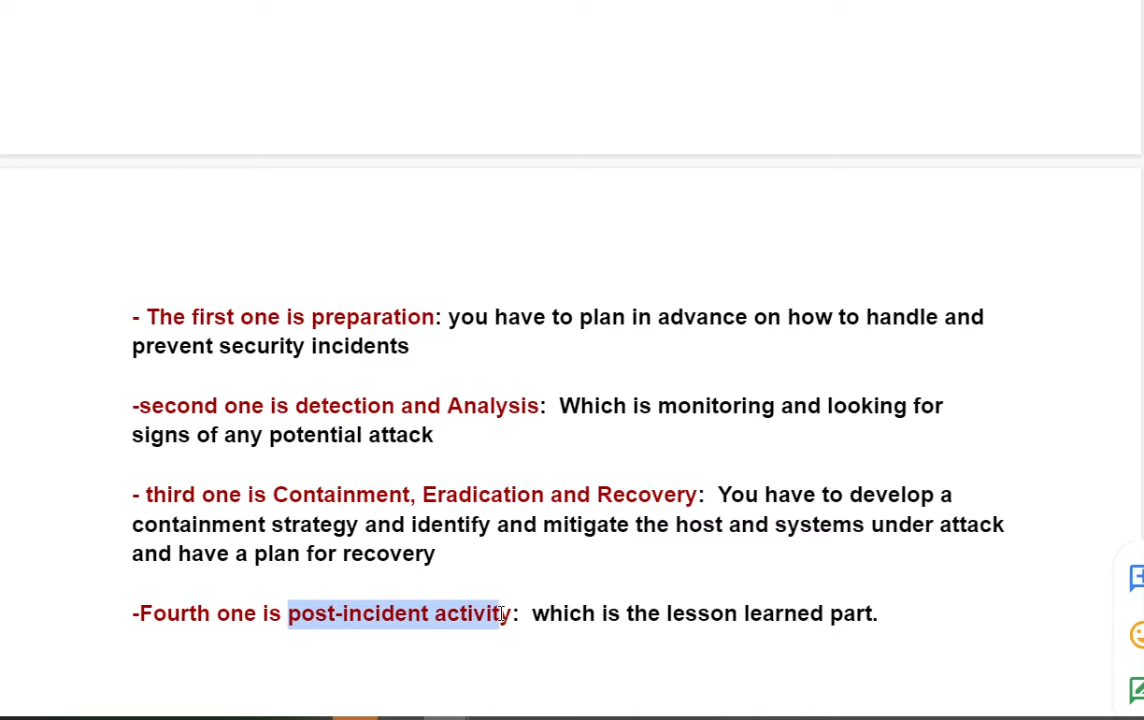 - The first one is preparation: you have to plan in advance on how to handle and
prevent security incidents
-second one is detection and Analysis:  Which is monitoring and looking for
signs of any potential attack
- third one is Containment, Eradication and Recovery:  You have to develop a
containment strategy and identify and mitigate the host and systems under attack
and have a plan for recovery
-Fourth one is post-incident activity:  which is the lesson learned part.